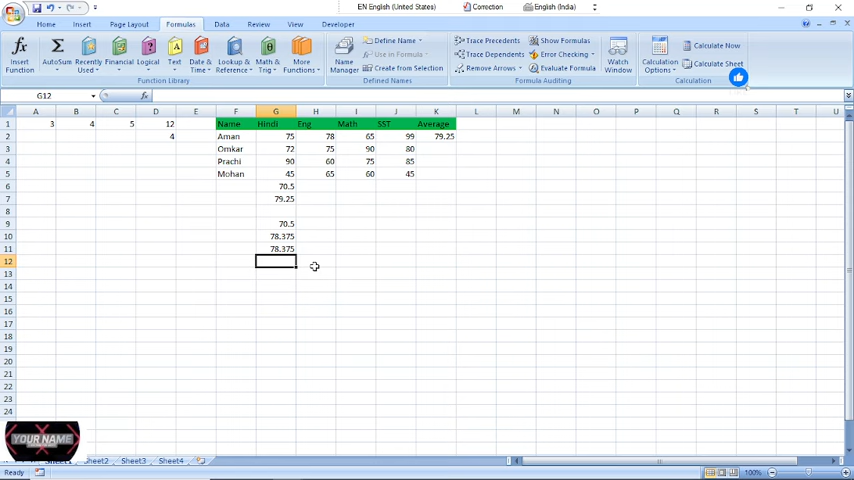 EN English (United States) Correction English (India)
Home Insert Page Layout Formulas Data Review View Developer
Insert Function
AutoSum
Recently Used
Financial
Logical
Text
Date & Time
Lookup & Reference
Math & Trig
More Functions
Function Library
Name Manager
Define Name
Use in Formula
Create from Selection
Defined Names
Trace Precedents
Trace Dependents
Remove Arrows
Show Formulas
Error Checking
Evaluate Formula
Formula Auditing
Watch Window
Calculation Options
Calculate Now
Calculate Sheet
Calculation
G12 fx
A B C D E F G H I J K L M N O P Q R S T U
1 3 4 5 12 Name Hindi Eng Math SST Average
2 4 Aman 75 78 65 99 79.25
3 Omkar 72 75 90 80
4 Prachi 90 60 75 85
5 Mohan 45 65 60 45
6 70.5
7 79.25
8
9 70.5
10 78.375
11 78.375
12
13
14
15
16
17
18
19
20
21
22
23
24
YOUR NAME
Sheet1 Sheet2 Sheet3 Sheet4
Ready 100%